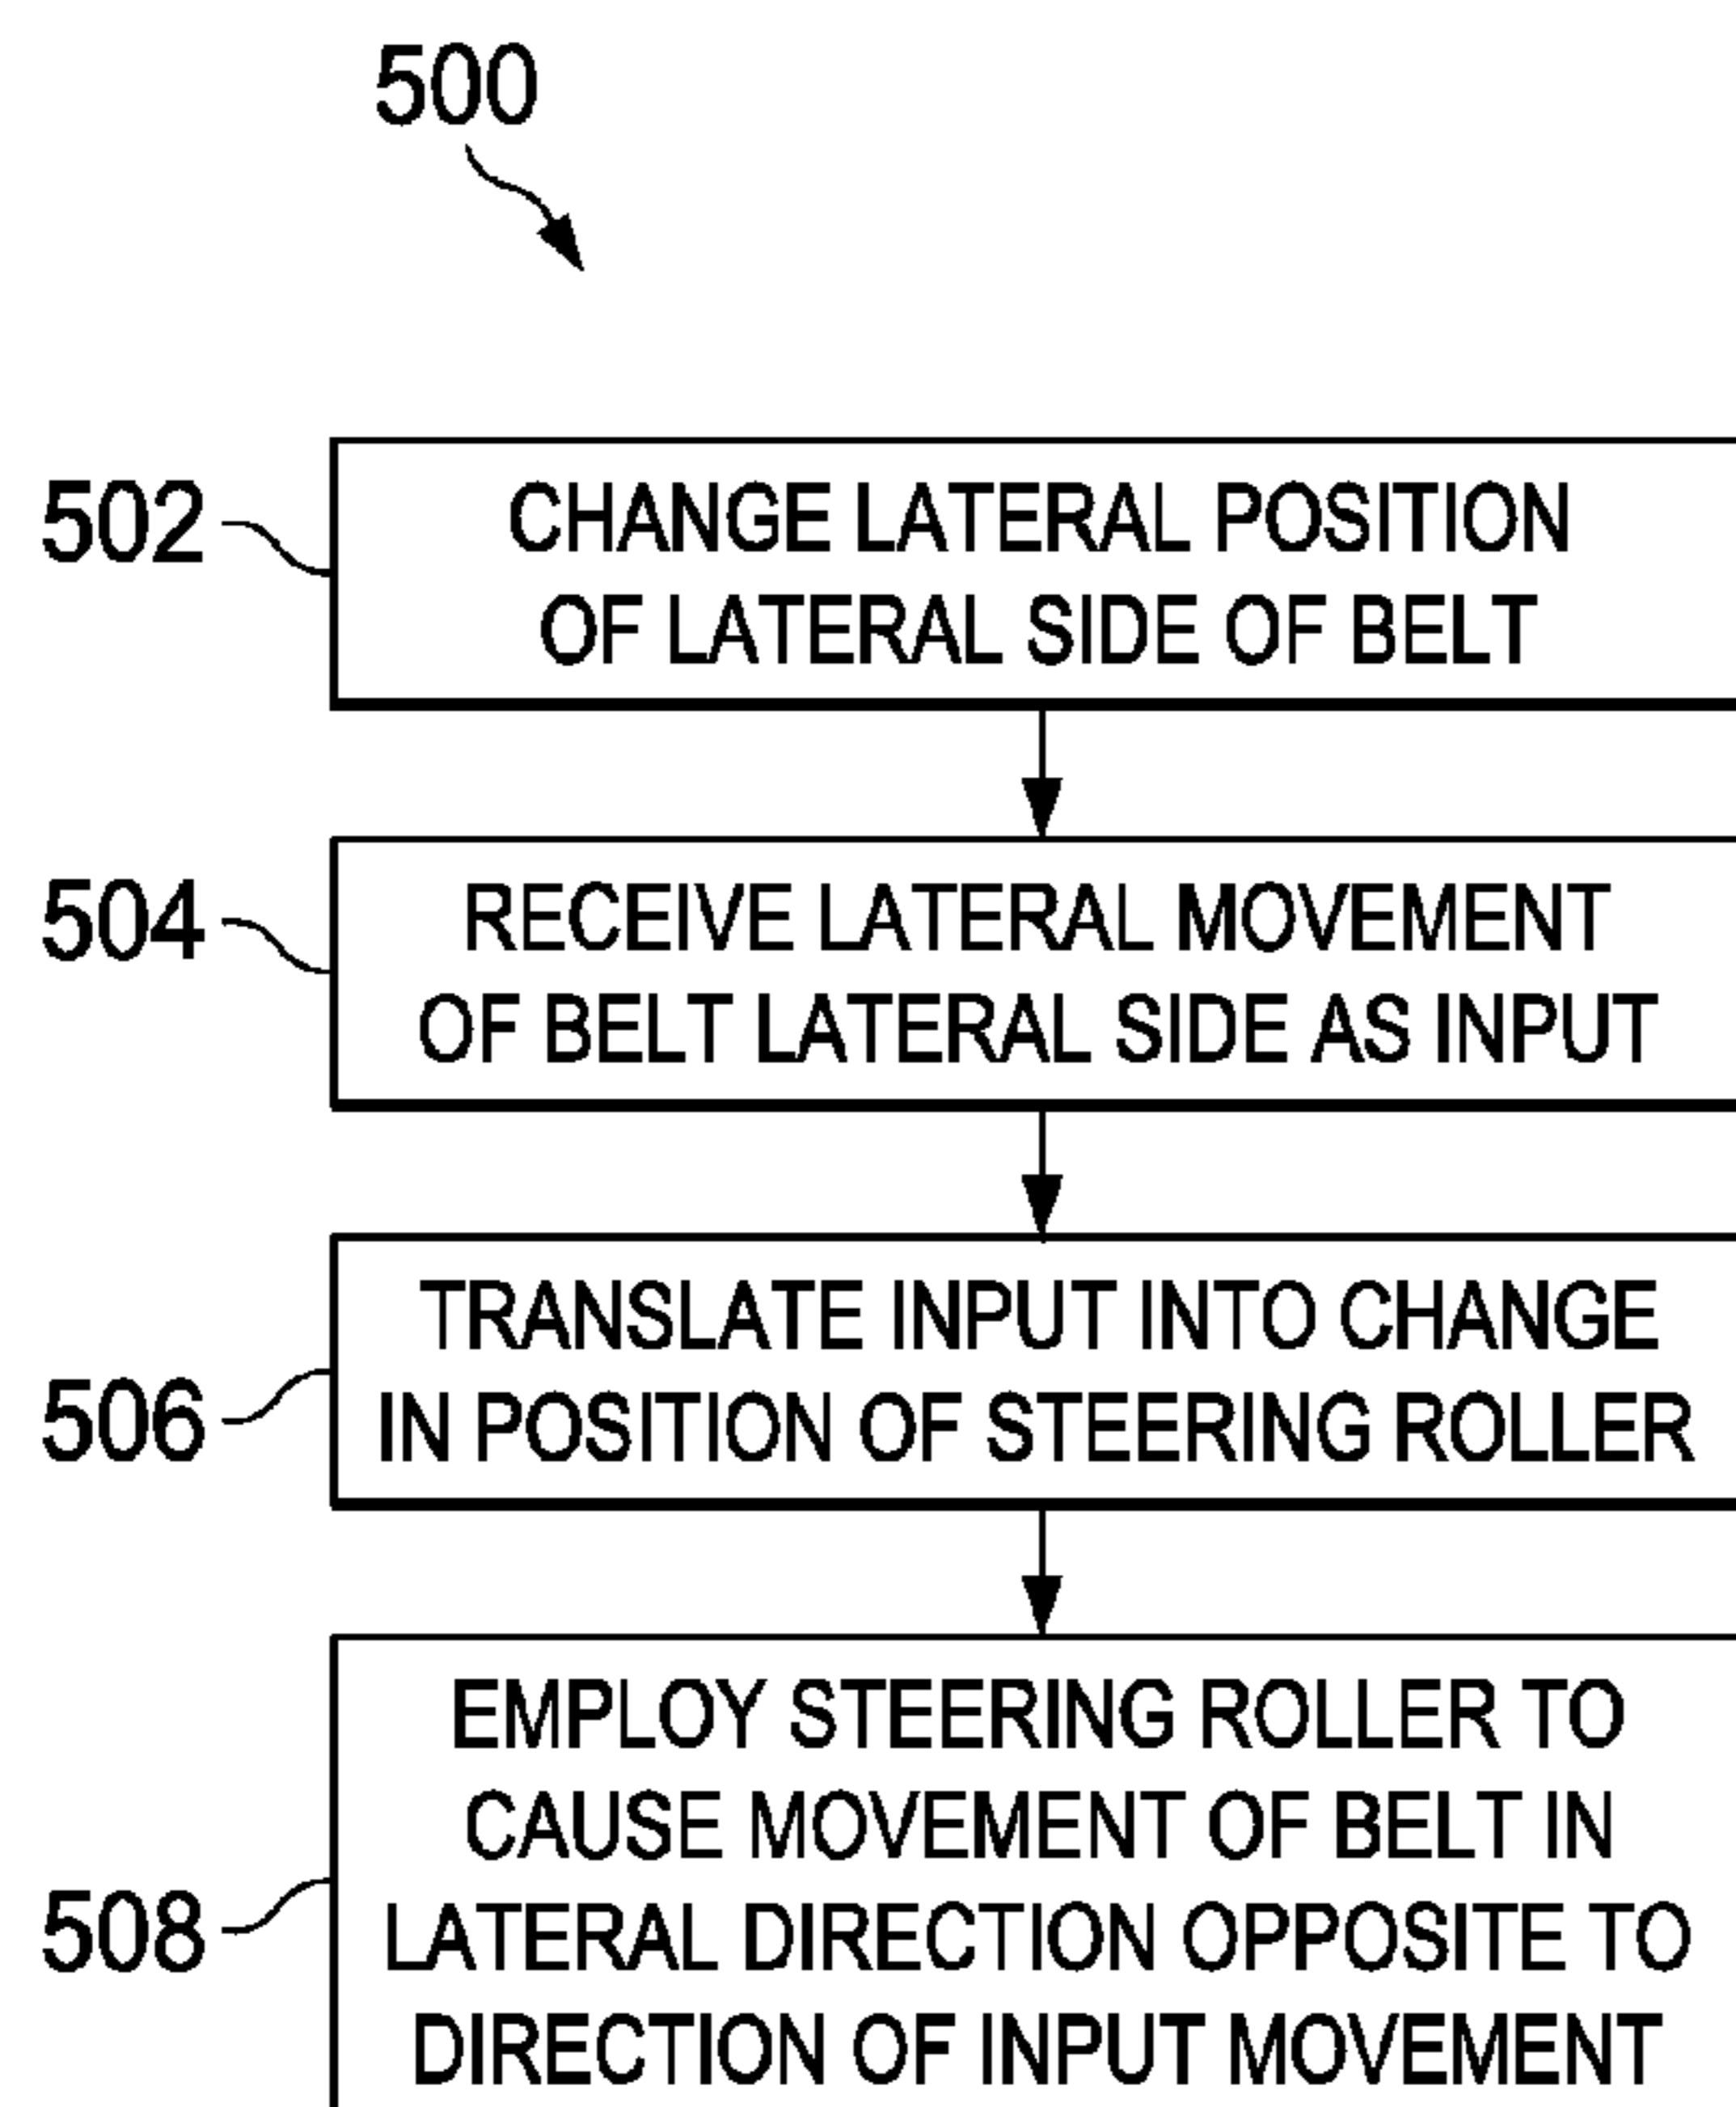 500
502
CHANGE LATERAL POSITION
OF LATERAL SIDE OF BELT
504
RECEIVE LATERAL MOVEMENT
OF BELT LATERAL SIDE AS INPUT
506
TRANSLATE INPUT INTO CHANGE
IN POSITION OF STEERING ROLLER
508
EMPLOY STEERING ROLLER TO
CAUSE MOVEMENT OF BELT IN
LATERAL DIRECTION OPPOSITE TO
DIRECTION OF INPUT MOVEMENT